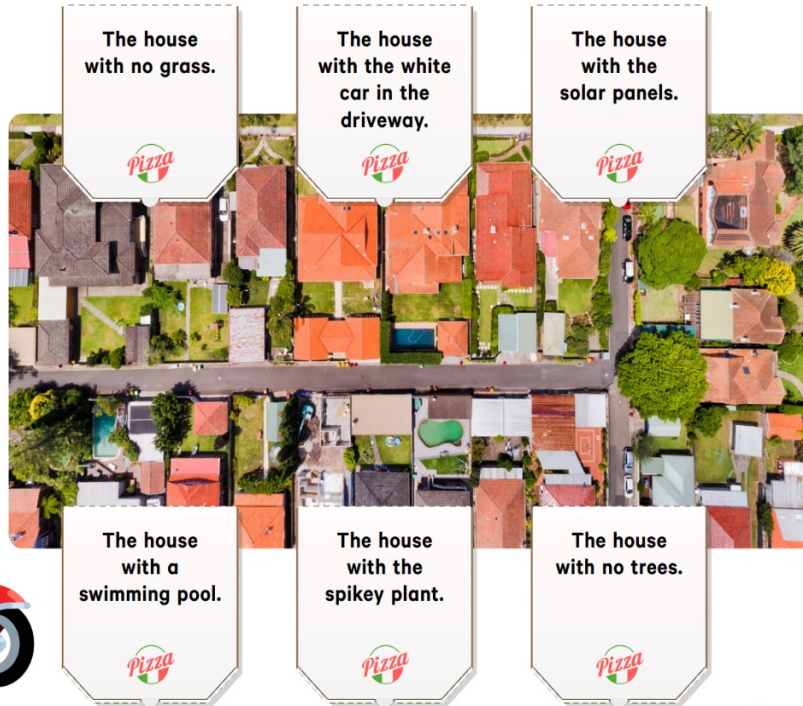 The house
with no grass.
Pizza
The house
with the white
car in the
driveway.
Pizza
The house
with the
solar panels.
Pizza
The house
with a
swimming pool.
Pizza
The house
with the
spikey plant.
Pizza
The house
with no trees.
Pizza